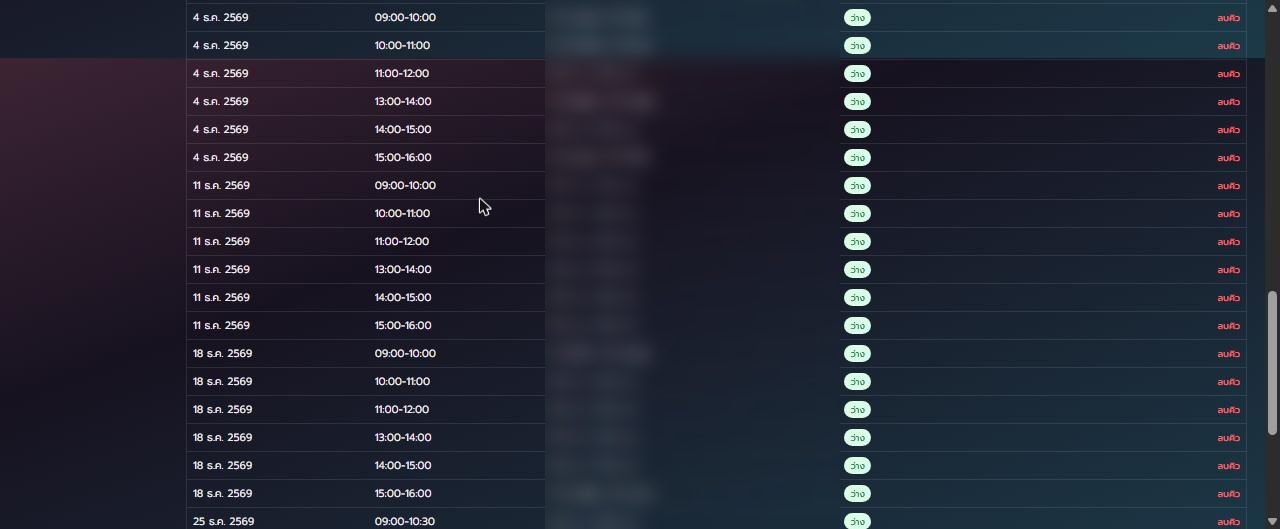 4 ธ.ค. 2569 09:00-10:00 ว่าง ลบคิว
4 ธ.ค. 2569 10:00-11:00 ว่าง ลบคิว
4 ธ.ค. 2569 11:00-12:00 ว่าง ลบคิว
4 ธ.ค. 2569 13:00-14:00 ว่าง ลบคิว
4 ธ.ค. 2569 14:00-15:00 ว่าง ลบคิว
4 ธ.ค. 2569 15:00-16:00 ว่าง ลบคิว
11 ธ.ค. 2569 09:00-10:00 ว่าง ลบคิว
11 ธ.ค. 2569 10:00-11:00 ว่าง ลบคิว
11 ธ.ค. 2569 11:00-12:00 ว่าง ลบคิว
11 ธ.ค. 2569 13:00-14:00 ว่าง ลบคิว
11 ธ.ค. 2569 14:00-15:00 ว่าง ลบคิว
11 ธ.ค. 2569 15:00-16:00 ว่าง ลบคิว
18 ธ.ค. 2569 09:00-10:00 ว่าง ลบคิว
18 ธ.ค. 2569 10:00-11:00 ว่าง ลบคิว
18 ธ.ค. 2569 11:00-12:00 ว่าง ลบคิว
18 ธ.ค. 2569 13:00-14:00 ว่าง ลบคิว
18 ธ.ค. 2569 14:00-15:00 ว่าง ลบคิว
18 ธ.ค. 2569 15:00-16:00 ว่าง ลบคิว
25 ธ.ค. 2569 09:00-10:30 ว่าง ลบคิว